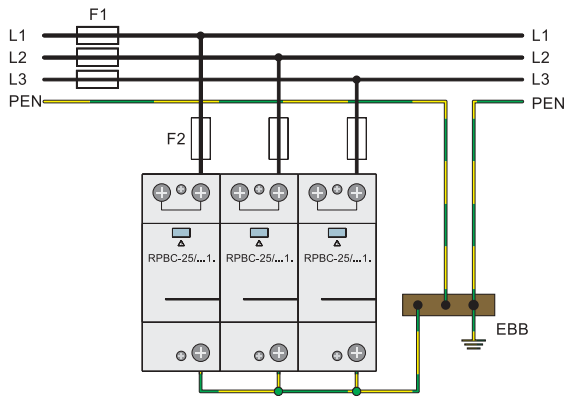 F1
L1 L1
L2 L2
L3 L3
PEN PEN
F2
RPBC-25/...1. RPBC-25/...1. RPBC-25/...1.
EBB